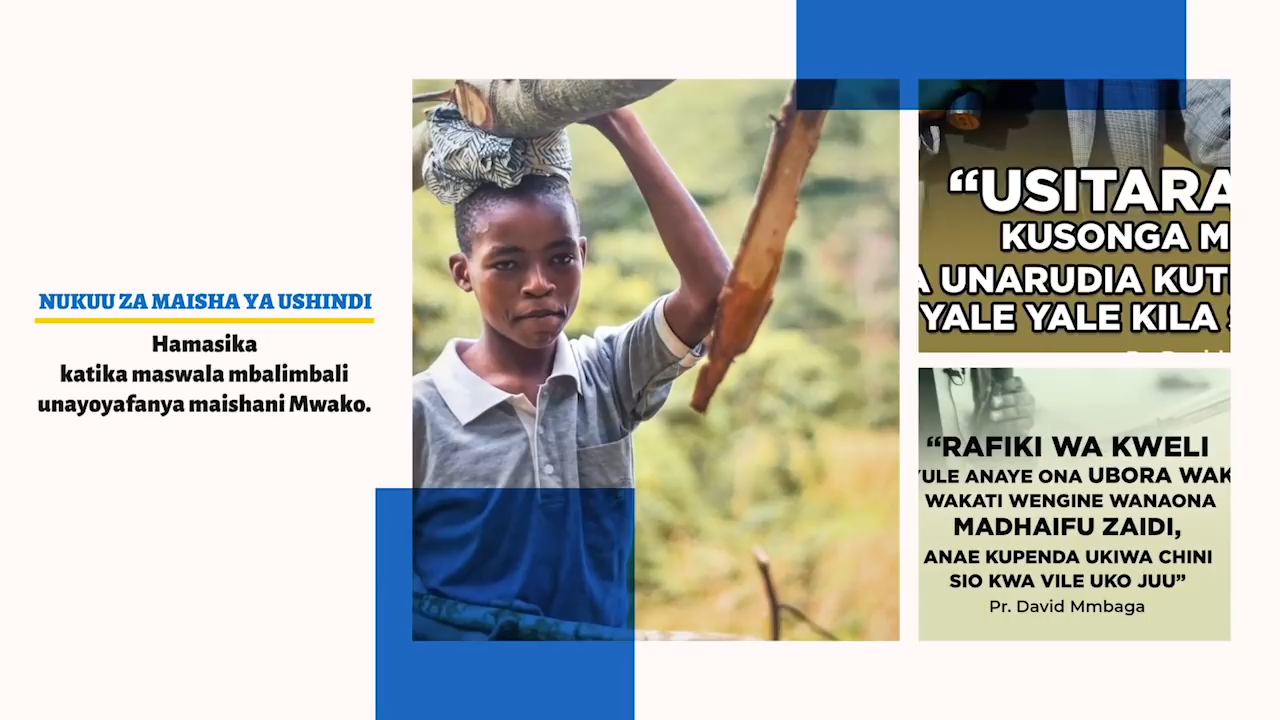 NUKUU ZA MAISHA YA USHINDI
Hamasika
katika maswala mbalimbali
unayoyafanya maishani Mwako.
“USITARA
KUSONGA M
A UNARUDIA KUT
YALE YALE KILA
“RAFIKI WA KWELI
YULE ANAYE ONA UBORA WAK
WAKATI WENGINE WANAONA
MADHAIFU ZAIDI,
ANAE KUPENDA UKIWA CHINI
SIO KWA VILE UKO JUU”
Pr. David Mmbaga